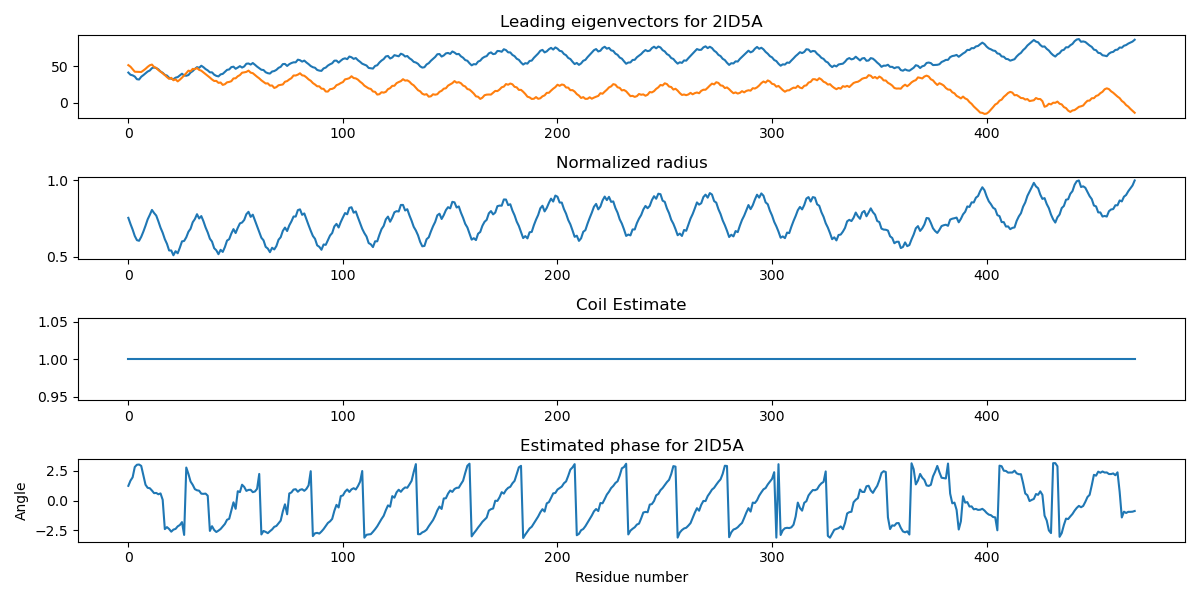 Leading eigenvectors for 2ID5A
50
0
0 100 200 300 400
Normalized radius
1.0
0.5
0 100 200 300 400
Coil Estimate
1.05
1.00
0.95
0 100 200 300 400
Estimated phase for 2ID5A
2.5
0.0
−2.5
Angle
0 100 200 300 400
Residue number